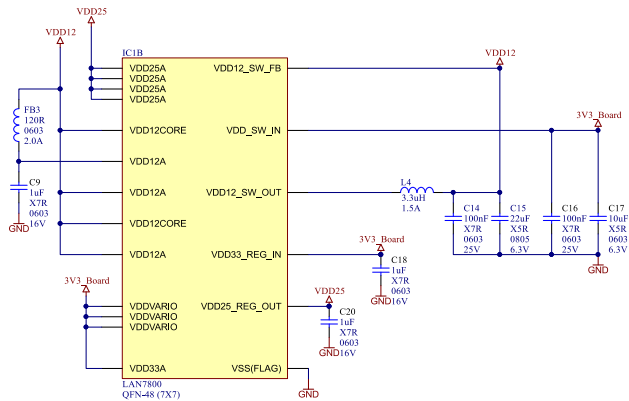 VDD25
VDD12
IC1B
VDD25A
VDD25A
VDD25A
VDD25A
VDD12_SW_FB
VDD12
FB3
120R
0603
2.0A
VDD12CORE
VDD_SW_IN
3V3_Board
VDD12A
C9
1uF
X7R
0603
16V
GND
VDD12A
VDD12_SW_OUT
L4
3.3uH
1.5A
C14
100nF
X7R
0603
25V
C15
22uF
X5R
0805
6.3V
C16
100nF
X7R
0603
25V
C17
10uF
X5R
0603
6.3V
GND
VDD12CORE
VDD12A
VDD33_REG_IN
3V3_Board
C18
1uF
X7R
0603
16V
GND
3V3_Board
VDDVARIO
VDDVARIO
VDDVARIO
VDD25_REG_OUT
VDD25
C20
1uF
X7R
0603
16V
GND
VDD33A
VSS(FLAG)
GND
LAN7800
QFN-48 (7X7)